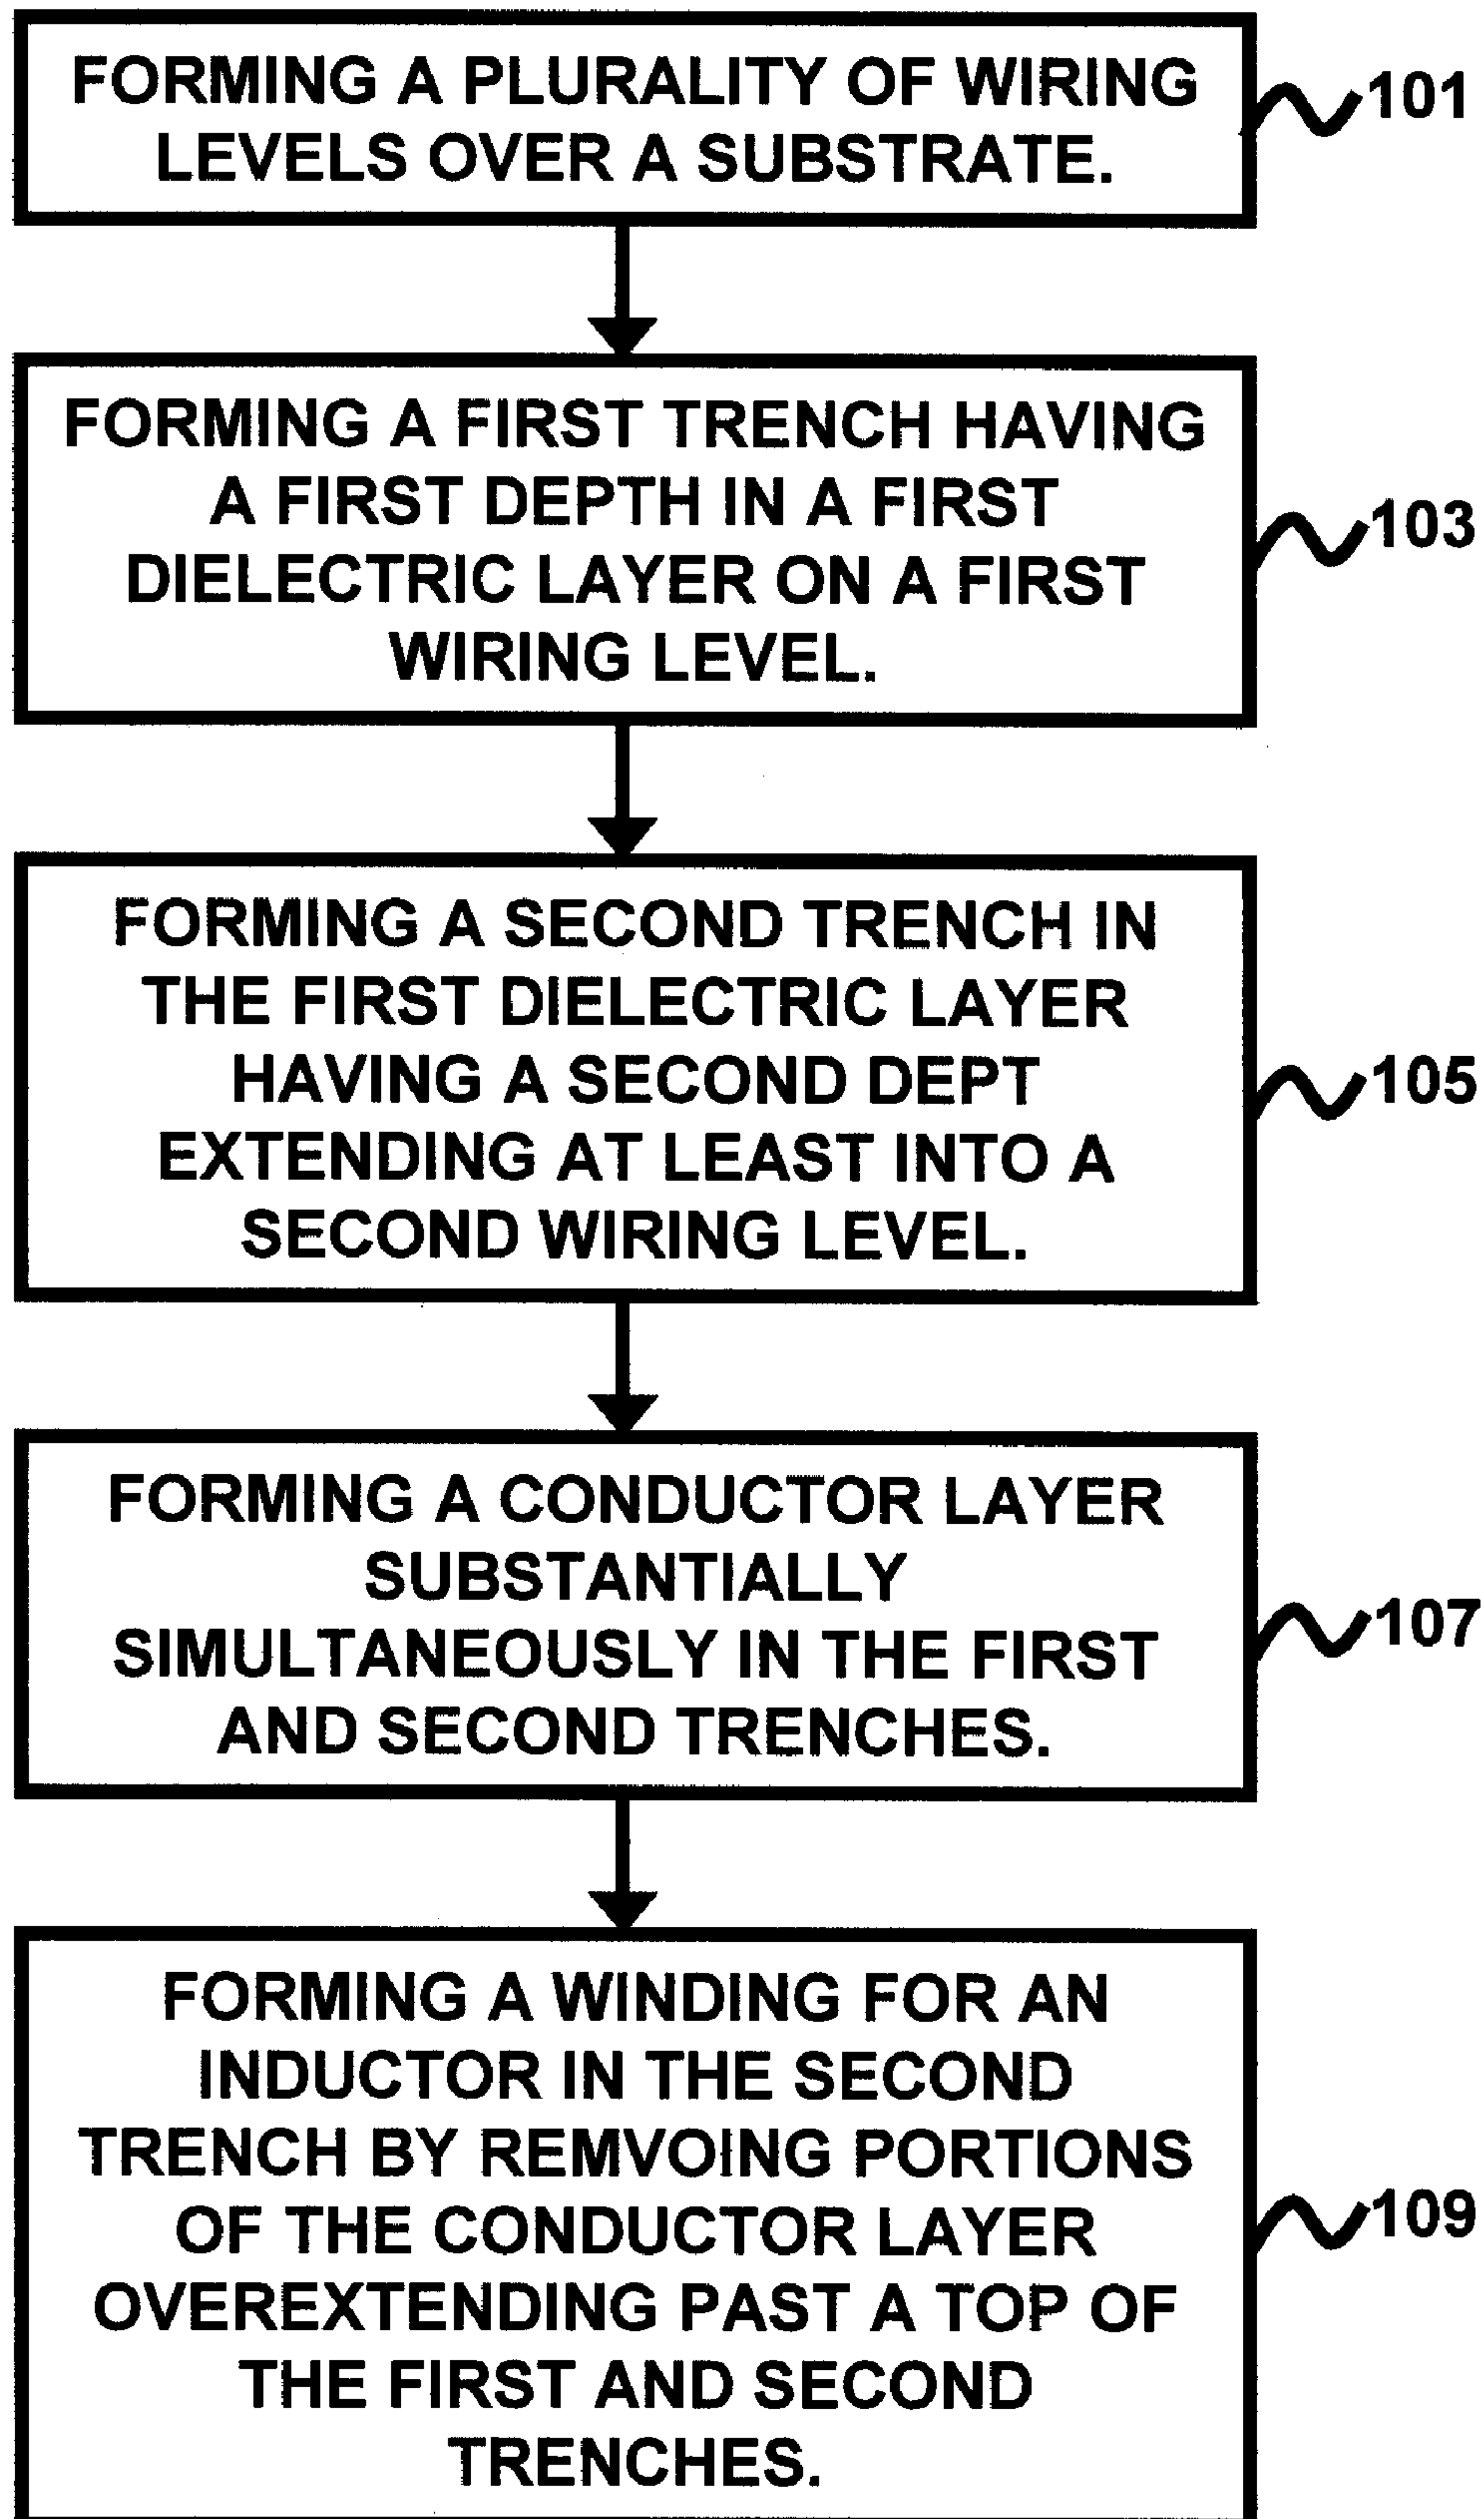 FORMING A PLURALITY OF WIRING
LEVELS OVER A SUBSTRATE.
101
FORMING A FIRST TRENCH HAVING
A FIRST DEPTH IN A FIRST
DIELECTRIC LAYER ON A FIRST
WIRING LEVEL.
103
FORMING A SECOND TRENCH IN
THE FIRST DIELECTRIC LAYER
HAVING A SECOND DEPT
EXTENDING AT LEAST INTO A
SECOND WIRING LEVEL.
105
FORMING A CONDUCTOR LAYER
SUBSTANTIALLY
SIMULTANEOUSLY IN THE FIRST
AND SECOND TRENCHES.
107
FORMING A WINDING FOR AN
INDUCTOR IN THE SECOND
TRENCH BY REMVOING PORTIONS
OF THE CONDUCTOR LAYER
OVEREXTENDING PAST A TOP OF
THE FIRST AND SECOND
TRENCHES.
109